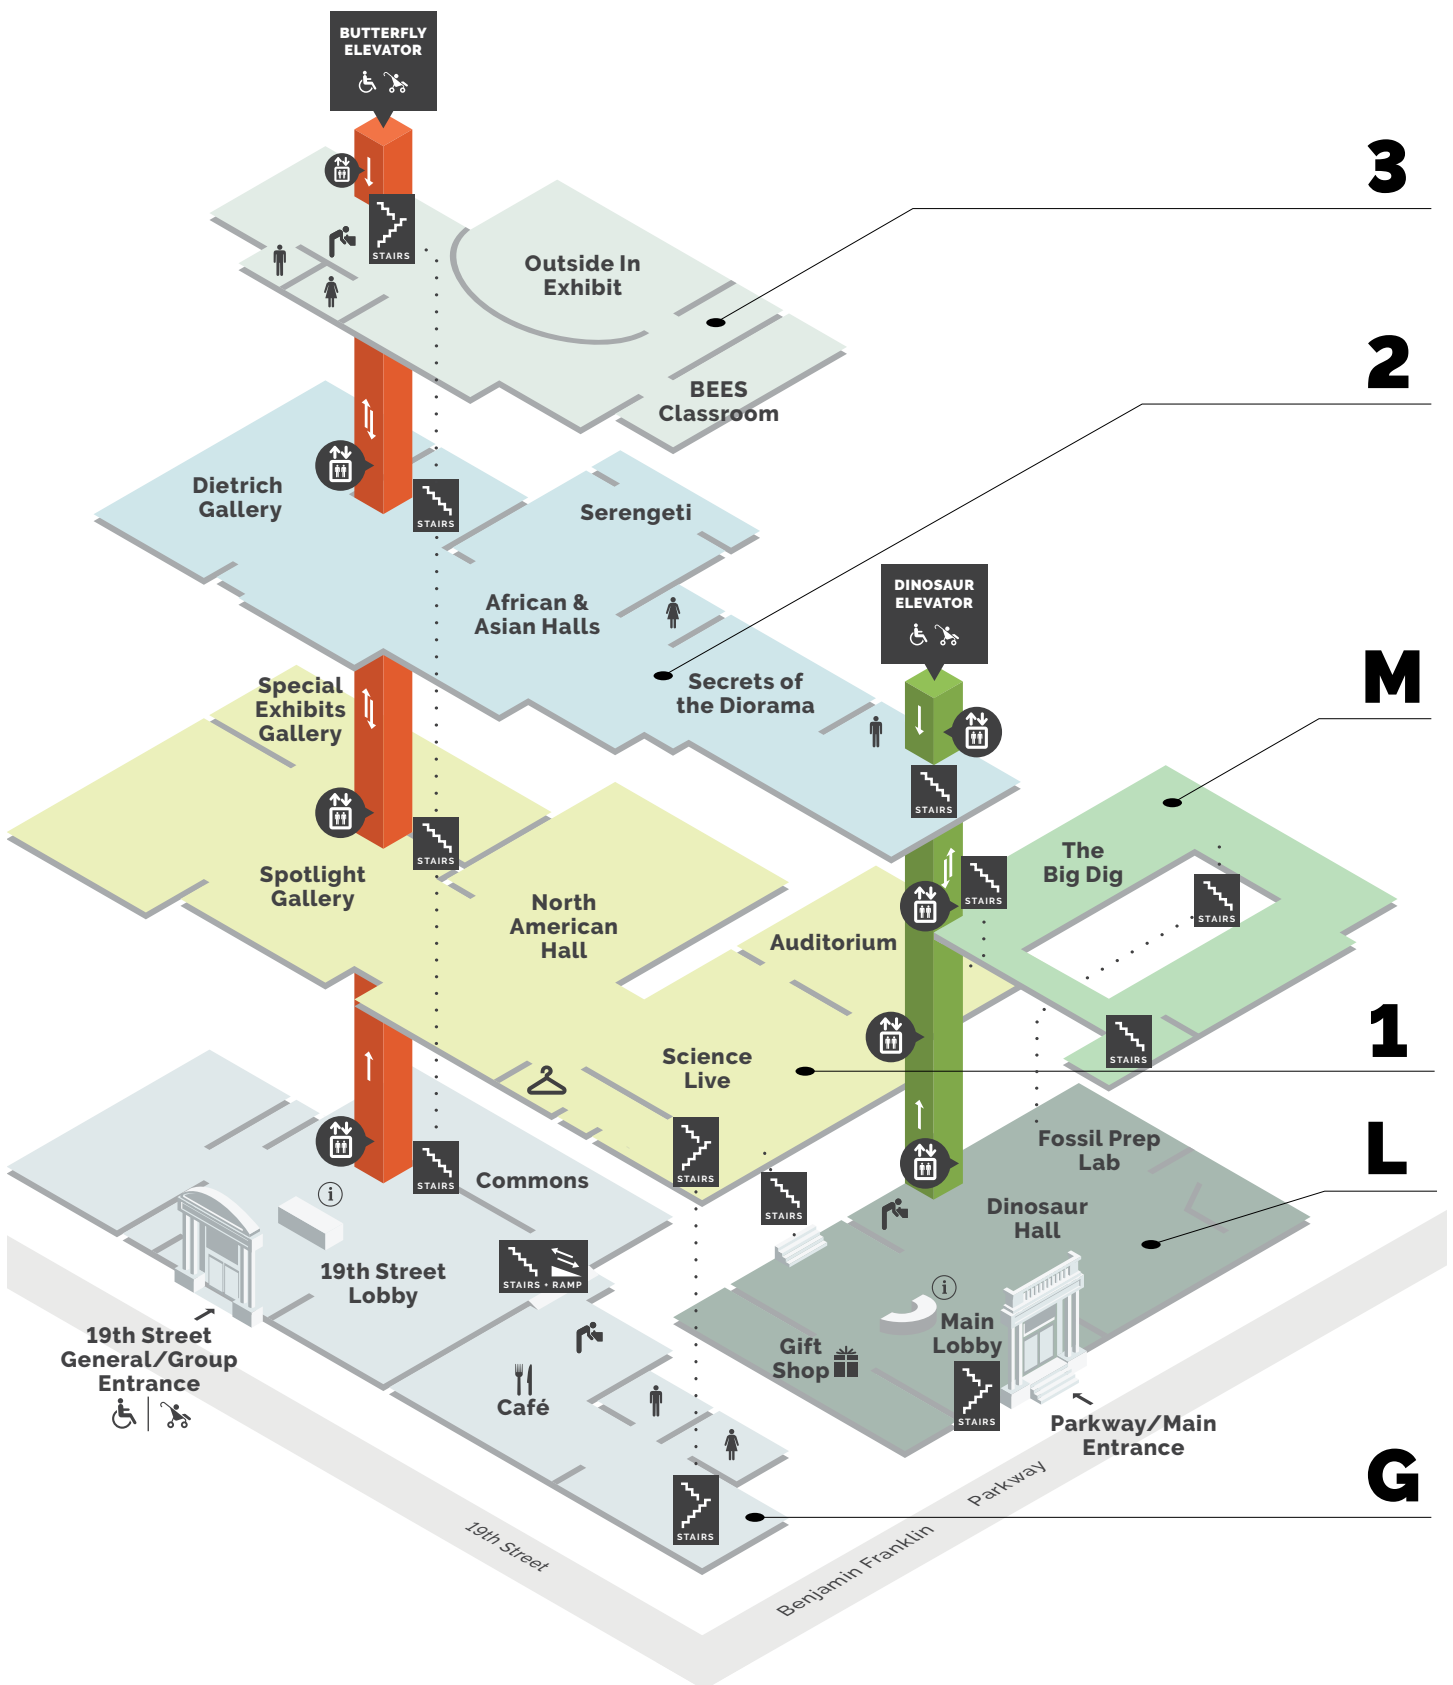 BUTTERFLY
ELEVATOR
3
STAIRS
Outside In
Exhibit
2
BEES
Classroom
Dietrich
Gallery
STAIRS
Serengeti
African &
Asian Halls
DINOSAUR
ELEVATOR
M
Special
Exhibits
Gallery
Secrets of
the Diorama
STAIRS
STAIRS
The
Big Dig
STAIRS
STAIRS
Spotlight
Gallery
North
American
Hall
Auditorium
1
STAIRS
Science
Live
L
STAIRS
Fossil Prep
Lab
STAIRS
Commons
i
STAIRS
Dinosaur
Hall
19th Street
Lobby
STAIRS • RAMP
i
Main
Lobby
19th Street
General/Group
Entrance
Gift
Shop
Café
STAIRS
Parkway/Main
Entrance
G
STAIRS
19th Street
Benjamin Franklin Parkway